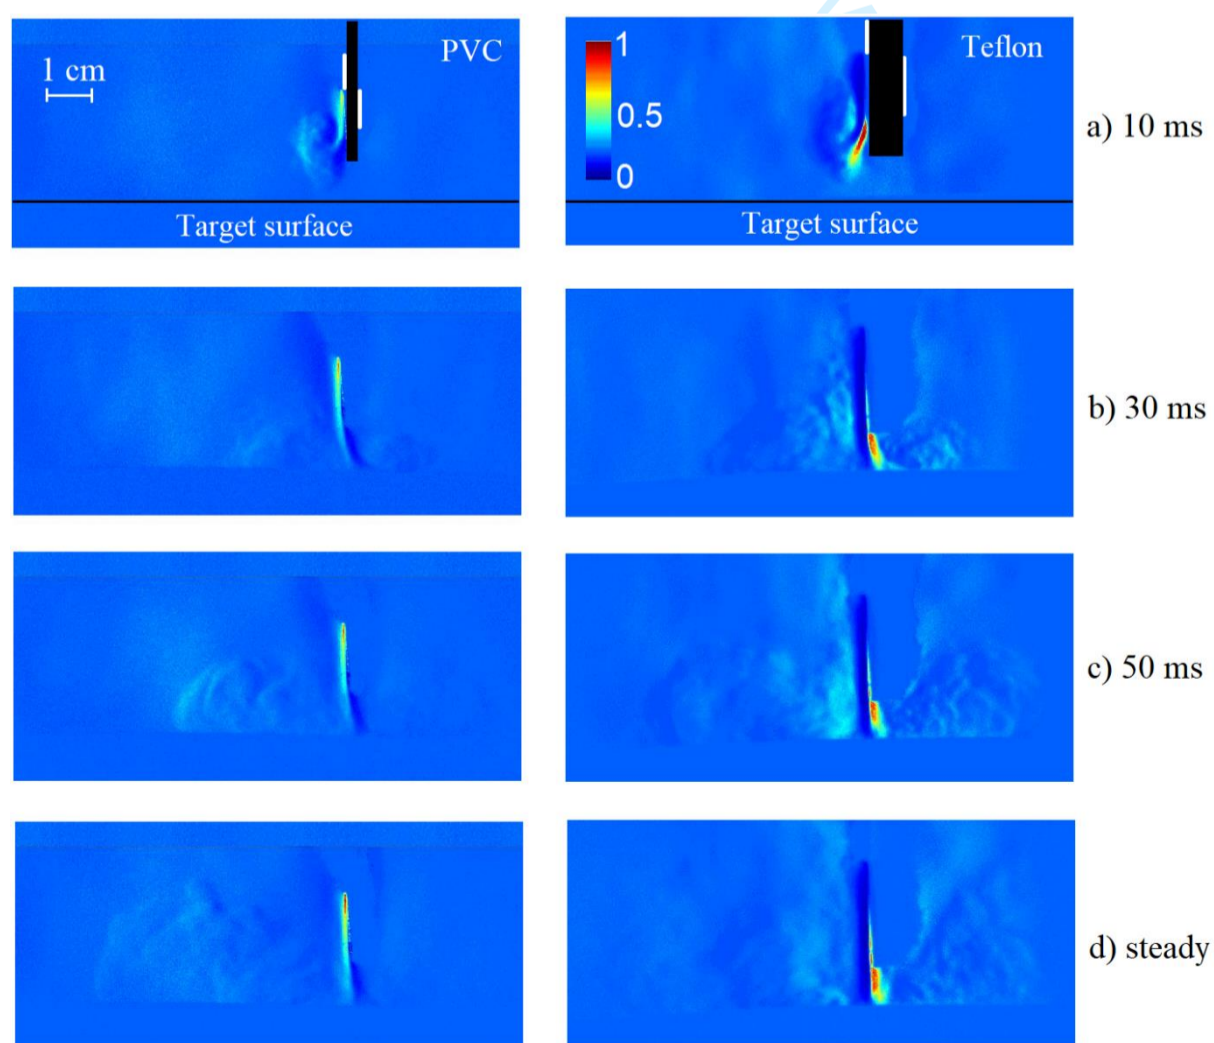 PVC
1 cm
Target surface
1
0.5
0
Teflon
Target surface
a) 10 ms
b) 30 ms
c) 50 ms
d) steady